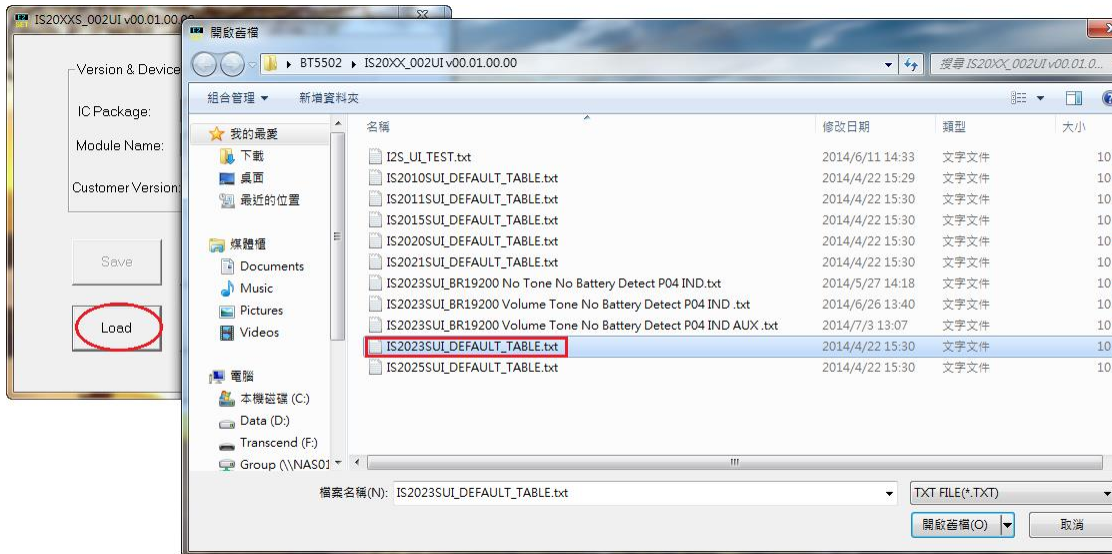 IS20XXS_002UI v00.01.00.00
Version & Device
IC Package:
Module Name:
Customer Version:
Save
Load
開啟舊檔
BT5502 ▸ IS20XX_002UI v00.01.00.00
搜尋 IS20XX_002UI v00.01.0...
組合管理 新增資料夾
我的最愛
下載
桌面
最近的位置
媒體櫃
Documents
Music
Pictures
Videos
電腦
本機磁碟 (C:)
Data (D:)
Transcend (F:)
Group (\\NAS01
名稱 修改日期 類型 大小
I2S_UI_TEST.txt 2014/6/11 14:33 文字文件 10
IS2010SUI_DEFAULT_TABLE.txt 2014/4/22 15:29 文字文件 10
IS2011SUI_DEFAULT_TABLE.txt 2014/4/22 15:30 文字文件 10
IS2015SUI_DEFAULT_TABLE.txt 2014/4/22 15:30 文字文件 10
IS2020SUI_DEFAULT_TABLE.txt 2014/4/22 15:30 文字文件 10
IS2021SUI_DEFAULT_TABLE.txt 2014/4/22 15:30 文字文件 10
IS2023SUI_BR19200 No Tone No Battery Detect P04 IND.txt 2014/5/27 14:18 文字文件 10
IS2023SUI_BR19200 Volume Tone No Battery Detect P04 IND .txt 2014/6/26 13:40 文字文件 10
IS2023SUI_BR19200 Volume Tone No Battery Detect P04 IND AUX .txt 2014/7/3 13:07 文字文件 10
IS2023SUI_DEFAULT_TABLE.txt 2014/4/22 15:30 文字文件 10
IS2025SUI_DEFAULT_TABLE.txt 2014/4/22 15:30 文字文件 10
檔案名稱(N): IS2023SUI_DEFAULT_TABLE.txt TXT FILE(*.TXT)
開啟舊檔(O) 取消